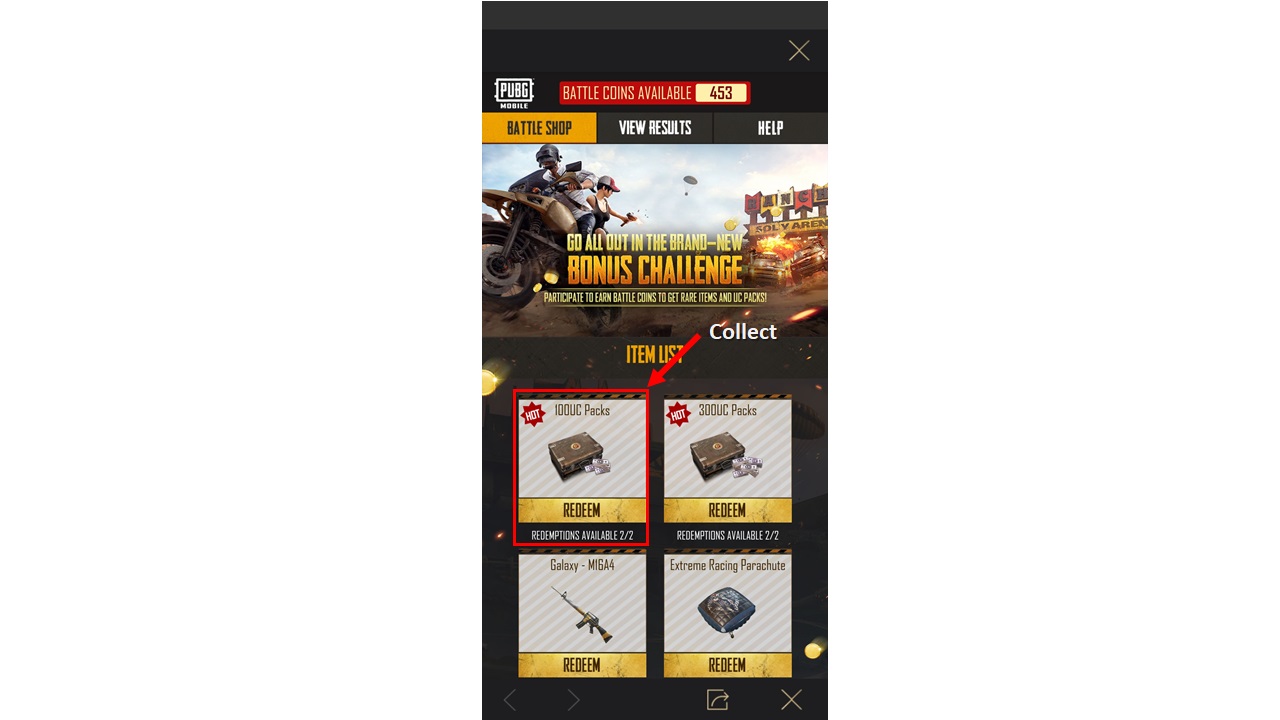 PUBG
MOBILE
BATTLE COINS AVAILABLE 453
BATTLE SHOP
VIEW RESULTS
HELP
GO ALL OUT IN THE BRAND-NEW
BONUS CHALLENGE
PARTICIPATE TO EARN BATTLE COINS TO GET RARE ITEMS AND UC PACKS!
Collect
ITEM LIST
HOT
100UC Packs
REDEEM
REDEMPTIONS AVAILABLE 2/2
HOT
300UC Packs
REDEEM
REDEMPTIONS AVAILABLE 2/2
Galaxy - M16A4
REDEEM
Extreme Racing Parachute
REDEEM